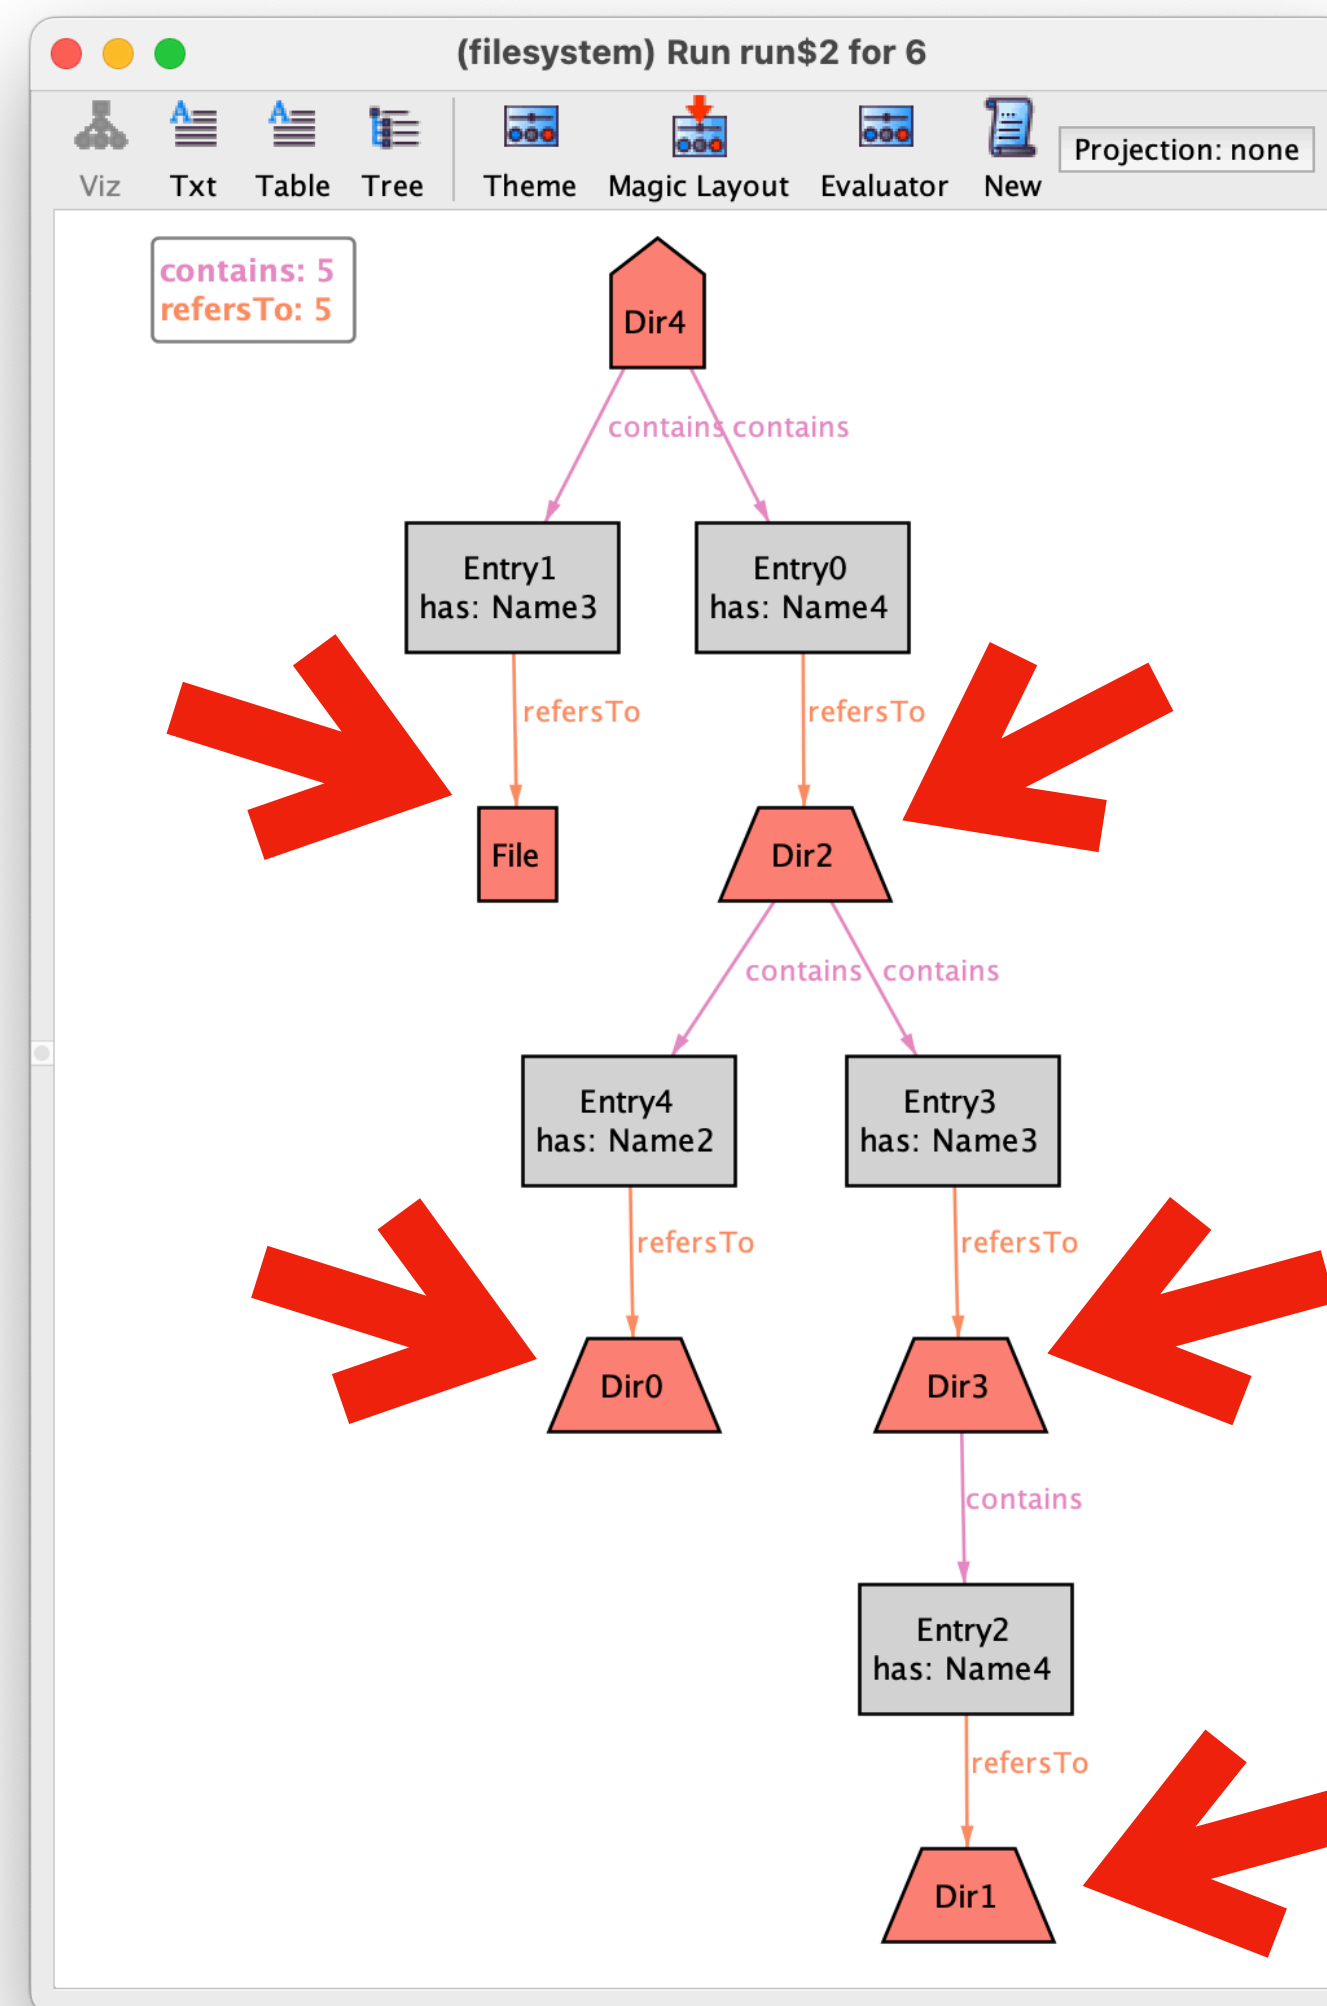 (filesystem) Run run$2 for 6
Viz Txt Table Tree Theme Magic Layout Evaluator New Projection: none
contains: 5
refersTo: 5
Dir4
contains contains
Entry1
has: Name3
Entry0
has: Name4
refersTo refersTo
File Dir2
contains contains
Entry4
has: Name2
Entry3
has: Name3
refersTo refersTo
Dir0 Dir3
contains
Entry2
has: Name4
refersTo
Dir1